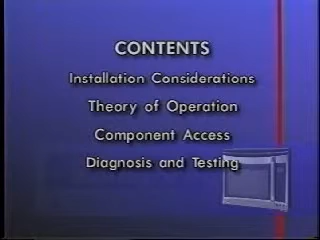 CONTENTS
Installation Considerations
Theory of Operation
Component Access
Diagnosis and Testing